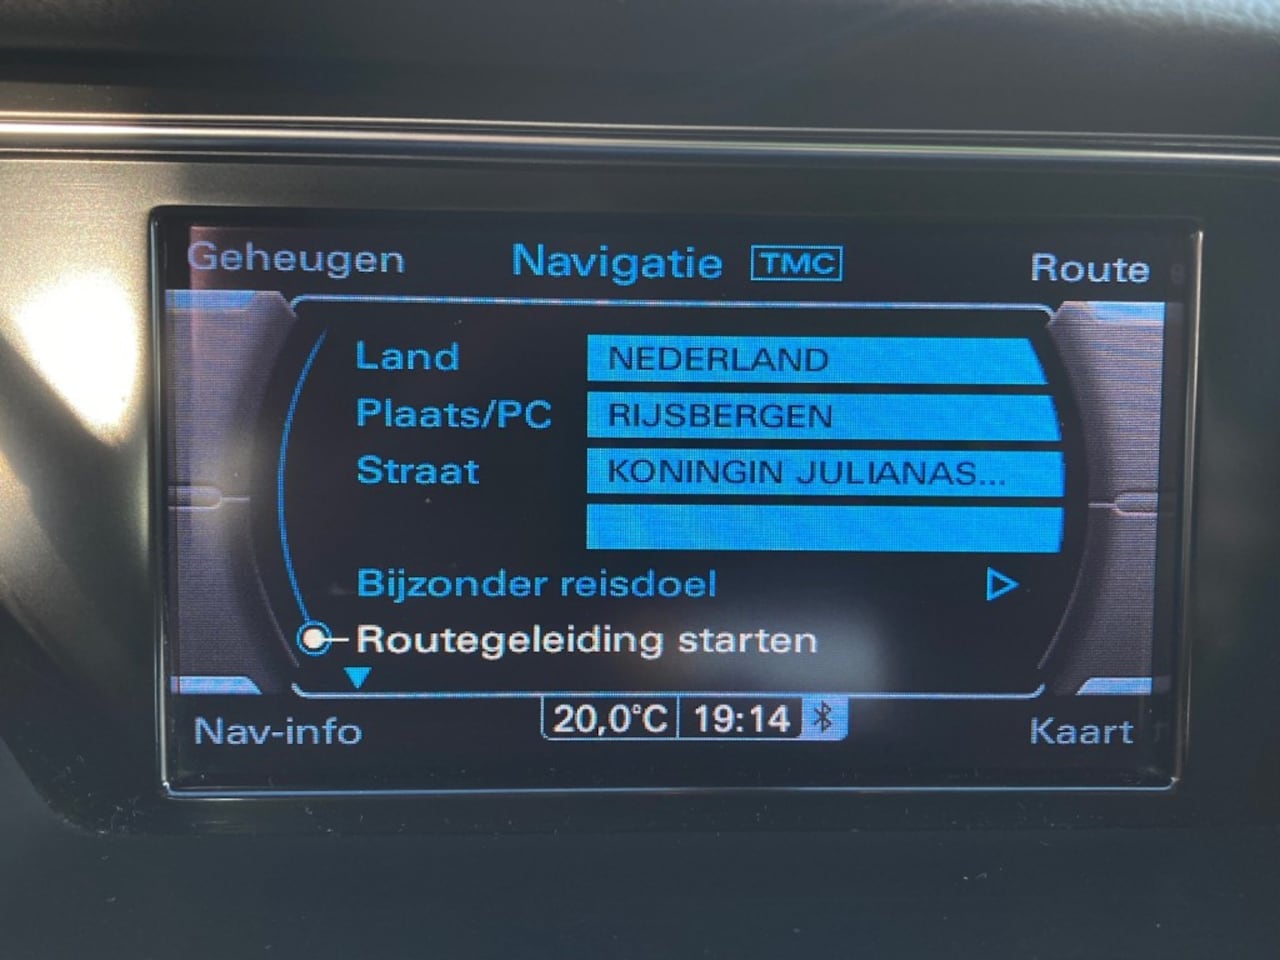 Geheugen Navigatie TMC Route
Land NEDERLAND
Plaats/PC RIJSBERGEN
Straat KONINGIN JULIANAS...
Bijzonder reisdoel
Routegeleiding starten
20,0°C 19:14
Nav-info Kaart